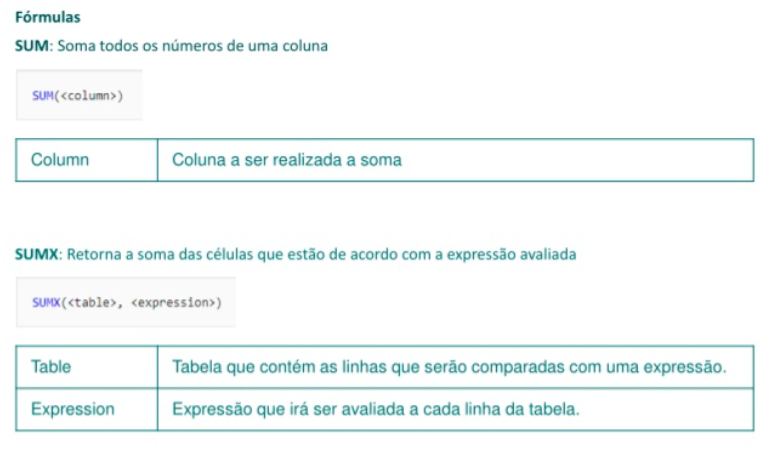 Fórmulas
SUM: Soma todos os números de uma coluna
SUM(<column>)
Column Coluna a ser realizada a soma
SUMX: Retorna a soma das células que estão de acordo com a expressão avaliada
SUMX(<table>, <expression>)
Table Tabela que contém as linhas que serão comparadas com uma expressão.
Expression Expressão que irá ser avaliada a cada linha da tabela.